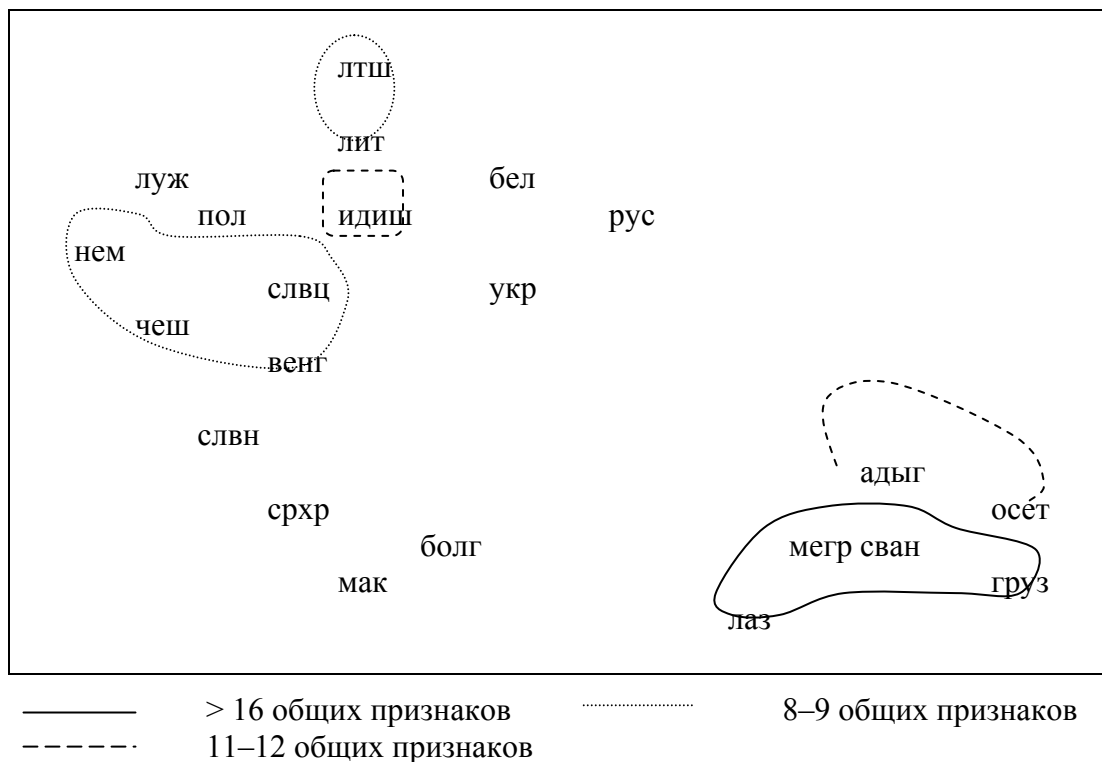 лтш
лит
луж бел
пол идиш рус
нем
слвц укр
чеш
венг
слвн
адыг
срхр осет
болг мегр сван
мак груз
лаз
> 16 общих признаков 8–9 общих признаков
11–12 общих признаков